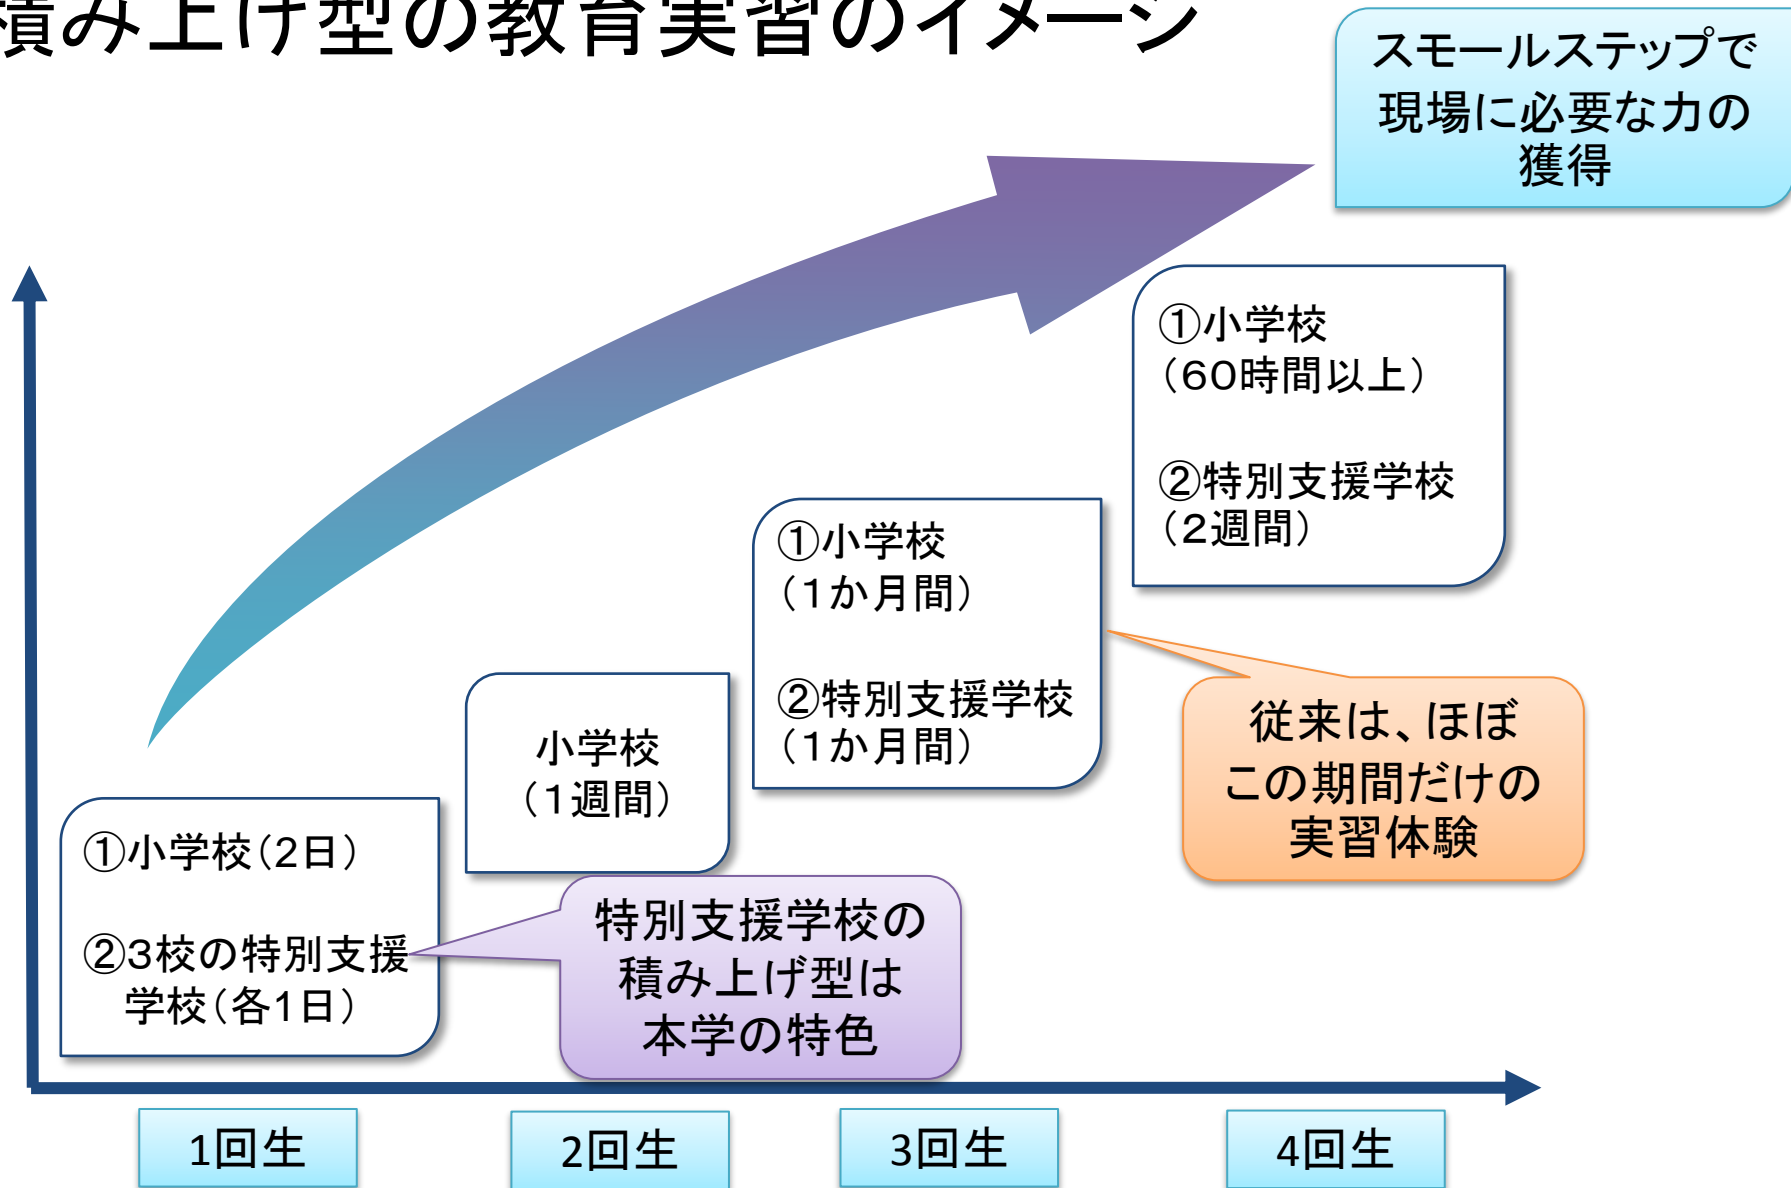 積み上げ型の教育実習のイメージ
スモールステップで
現場に必要な力の
獲得
①小学校
（60時間以上）
②特別支援学校
（2週間）
①小学校
（1か月間）
②特別支援学校
（1か月間）
従来は、ほぼ
この期間だけの
実習体験
小学校
（1週間）
①小学校（2日）
②3校の特別支援
学校（各1日）
特別支援学校の
積み上げ型は
本学の特色
1回生
2回生
3回生
4回生